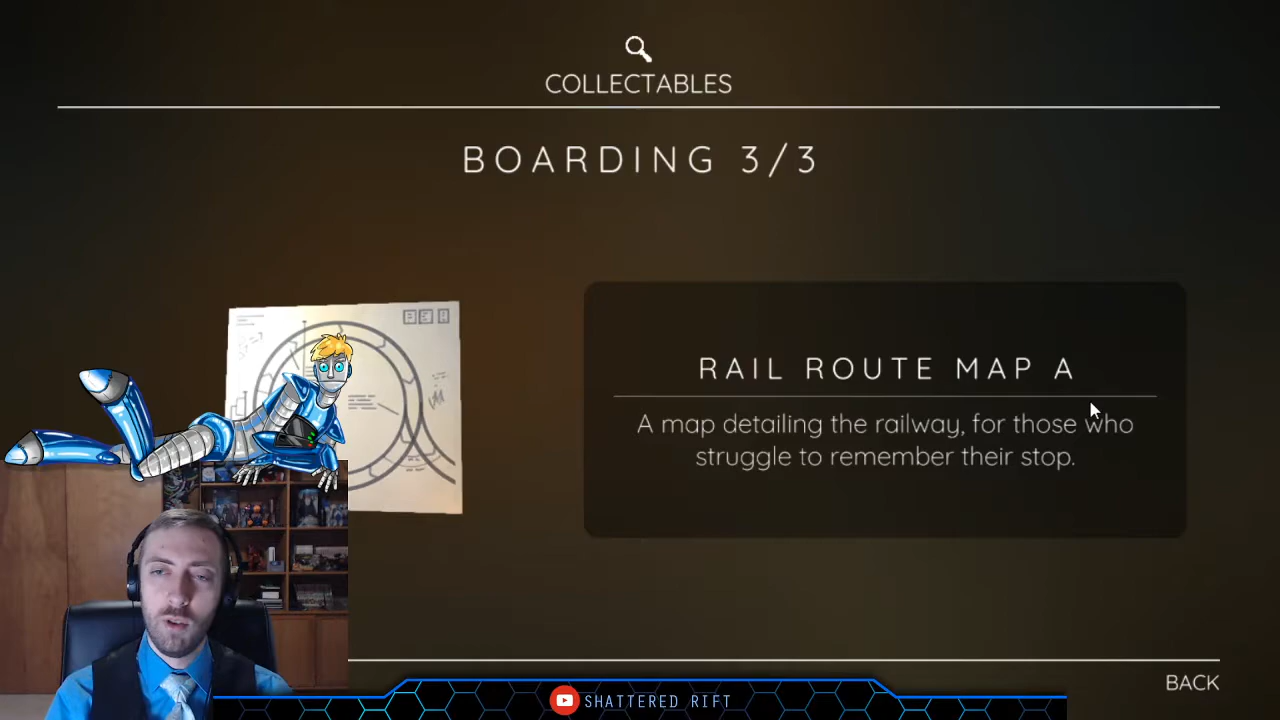 COLLECTABLES
BOARDING 3/3
RAIL ROUTE MAP A
A map detailing the railway, for those who
struggle to remember their stop.
BACK
SHATTERED RIFT